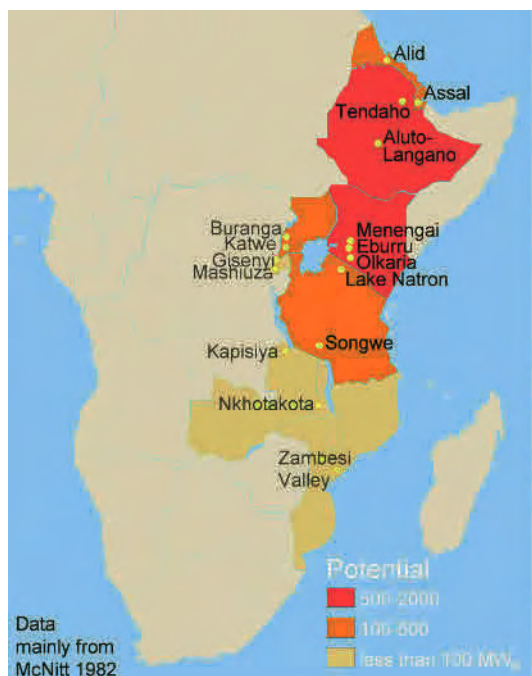 Alid
Assal
Tendaho
Aluto-
Langano
Buranga
Katwe
Gisenyi
Mashiuza
Menengai
Eburru
Olkaria
Lake Natron
Songwe
Kapisiya
Nkhotakota
Zambesi
Valley
Potential
500-2000
100-500
less than 100 MWe
Data
mainly from
McNitt 1982